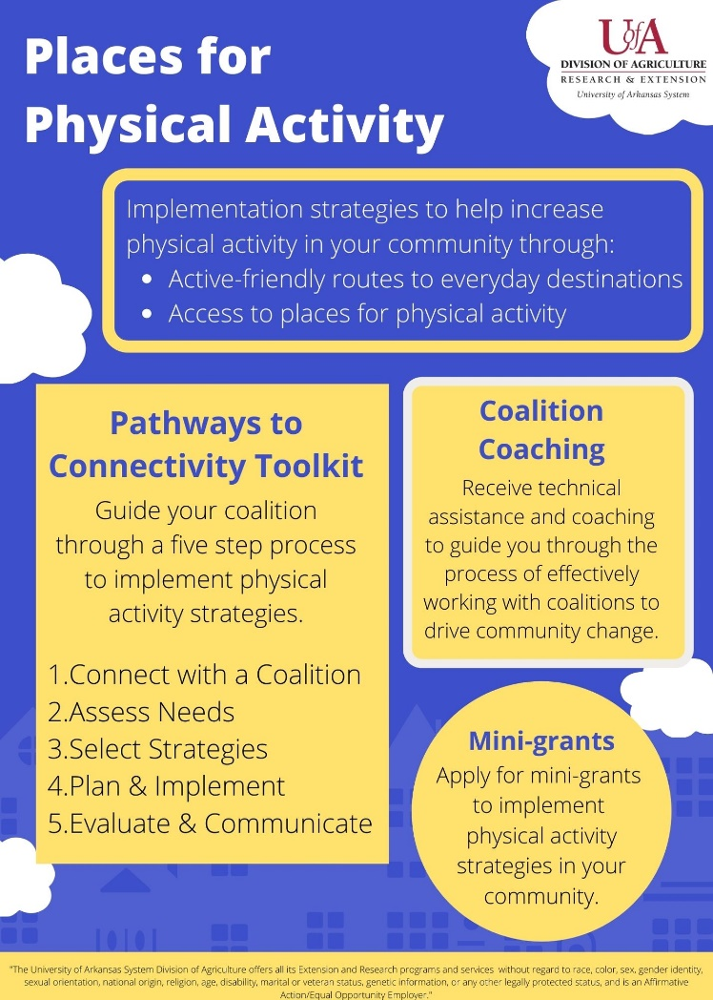 Places for
Physical Activity
UofA
DIVISION OF AGRICULTURE
RESEARCH & EXTENSION
University of Arkansas System
Implementation strategies to help increase
physical activity in your community through:
• Active-friendly routes to everyday destinations
• Access to places for physical activity
Pathways to
Connectivity Toolkit
Guide your coalition
through a five step process
to implement physical
activity strategies.
1.Connect with a Coalition
2.Assess Needs
3.Select Strategies
4.Plan & Implement
5.Evaluate & Communicate
Coalition
Coaching
Receive technical
assistance and coaching
to guide you through the
process of effectively
working with coalitions to
drive community change.
Mini-grants
Apply for mini-grants
to implement
physical activity
strategies in your
community.
"The University of Arkansas System Division of Agriculture offers all its Extension and Research programs and services without regard to race, color, sex, gender identity,
sexual orientation, national origin, religion, age, disability, marital or veteran status, genetic information, or any other legally protected status, and is an Affirmative
Action/Equal Opportunity Employer."